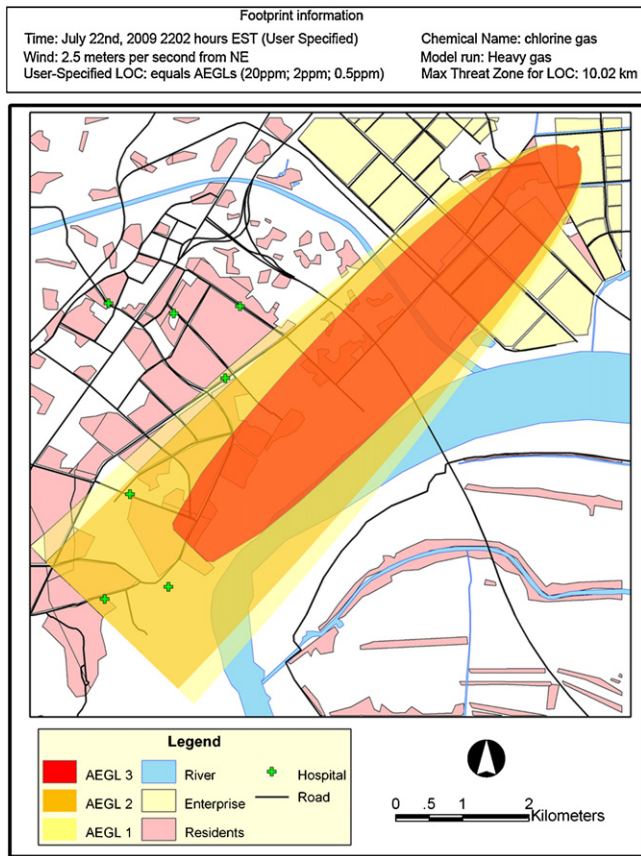 Footprint information
Time: July 22nd, 2009 2202 hours EST (User Specified)
Chemical Name: chlorine gas
Wind: 2.5 meters per second from NE
Model run: Heavy gas
User-Specified LOC: equals AEGLs (20ppm; 2ppm; 0.5ppm)
Max Threat Zone for LOC: 10.02 km
Legend
AEGL 3
River
Hospital
AEGL 2
Enterprise
Road
AEGL 1
Residents
0 .5 1 2
Kilometers